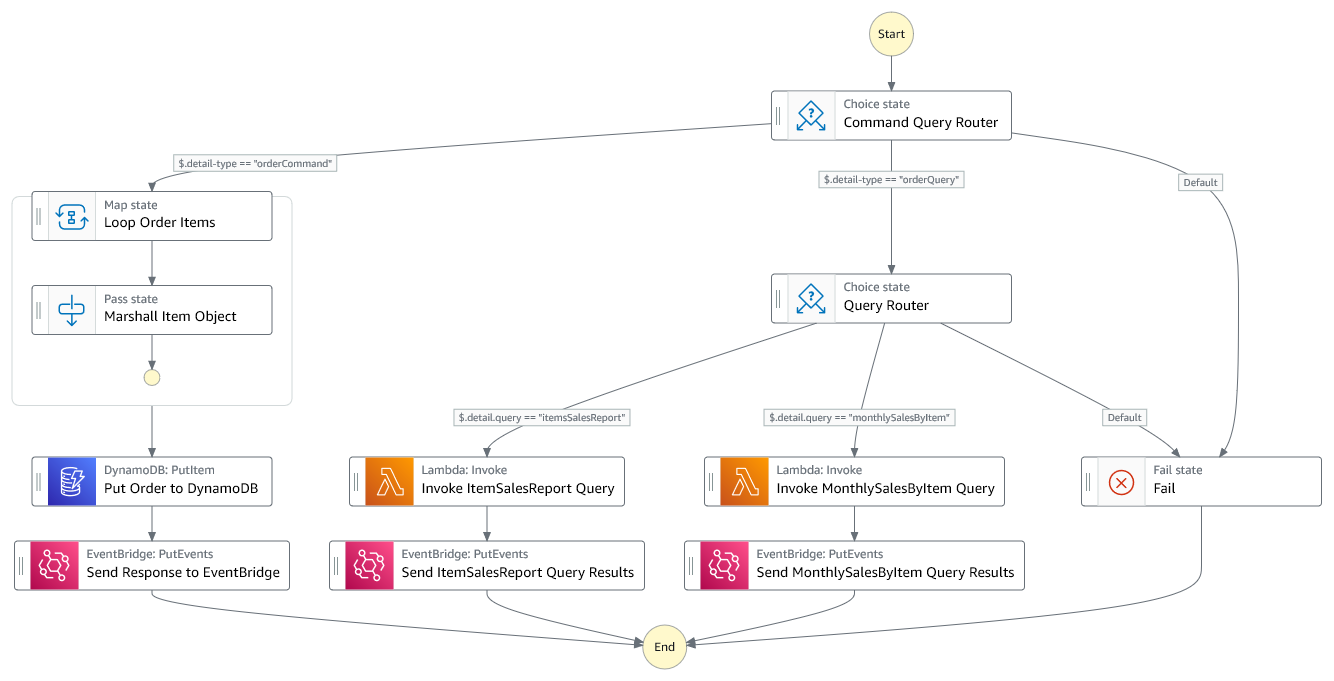 Start
Choice state
Command Query Router
$.detail-type == "orderCommand"
$.detail-type == "orderQuery"
Default
Map state
Loop Order Items
Pass state
Marshall Item Object
Choice state
Query Router
$.detail.query == "itemsSalesReport"
$.detail.query == "monthlySalesByItem"
Default
DynamoDB: PutItem
Put Order to DynamoDB
Lambda: Invoke
Invoke ItemSalesReport Query
Lambda: Invoke
Invoke MonthlySalesByItem Query
Fail state
Fail
EventBridge: PutEvents
Send Response to EventBridge
EventBridge: PutEvents
Send ItemSalesReport Query Results
EventBridge: PutEvents
Send MonthlySalesByItem Query Results
End